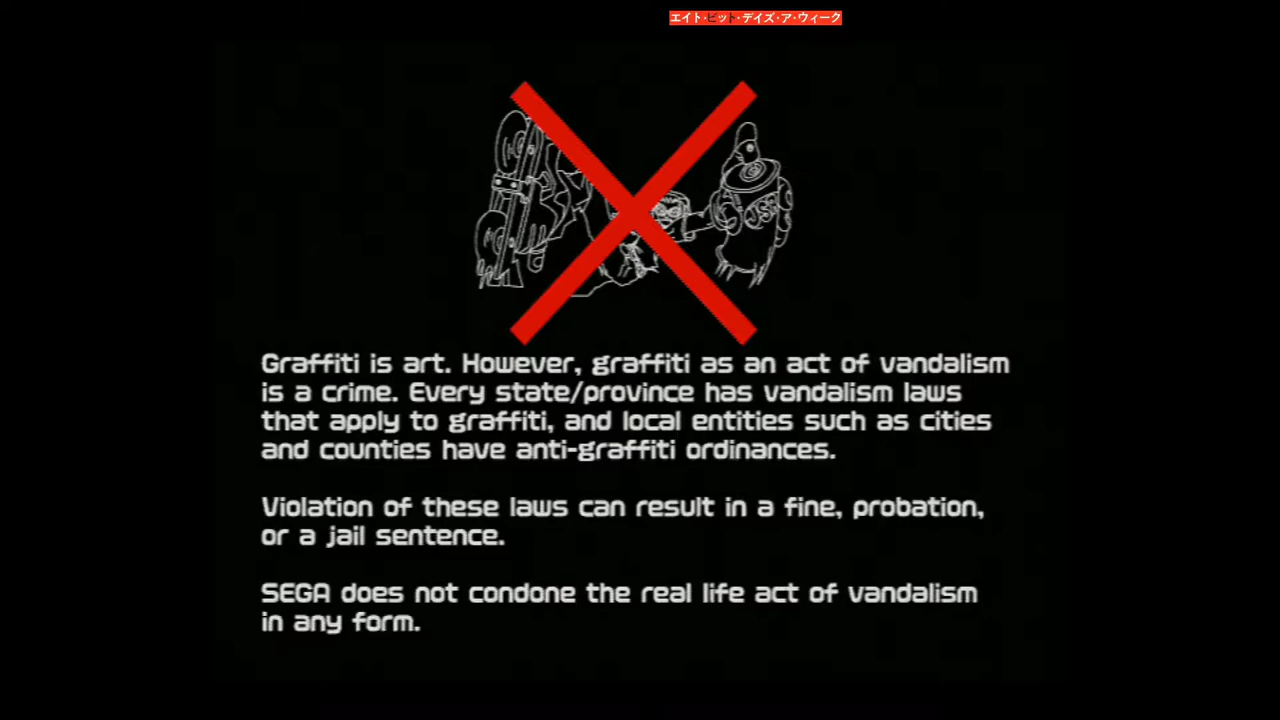 エイト・ビット・デイズ・ア・ウィーク
JSR
Graffiti is art. However, graffiti as an act of vandalism
is a crime. Every state/province has vandalism laws
that apply to graffiti, and local entities such as cities
and counties have anti-graffiti ordinances.
Violation of these laws can result in a fine, probation,
or a jail sentence.
SEGA does not condone the real life act of vandalism
in any form.